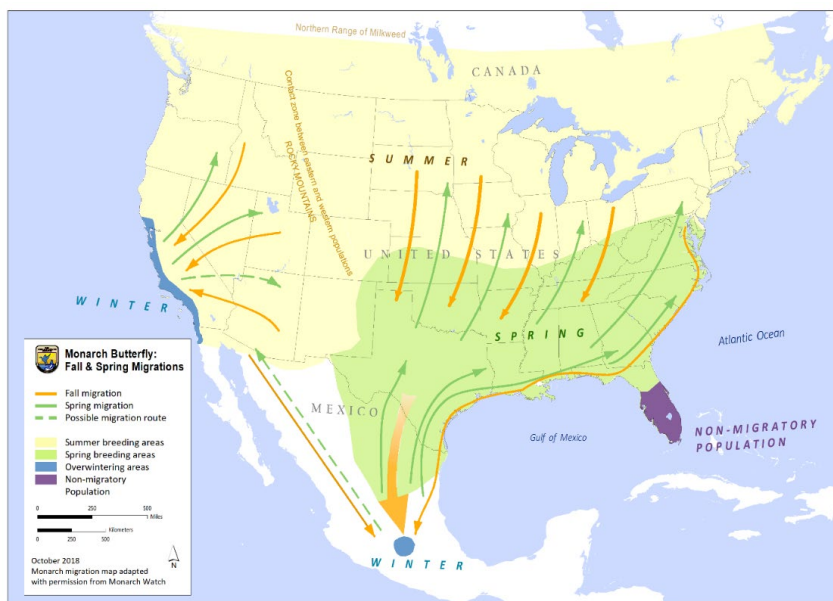 Northern Range of Milkweed
CANADA
Contact zone between eastern and western populations
ROCKY MOUNTAINS
SUMMER
UNITED STATES
WINTER
SPRING
Atlantic Ocean
MEXICO
Gulf of Mexico
NON-MIGRATORY
POPULATION
WINTER
Monarch Butterfly:
Fall & Spring Migrations
Fall migration
Spring migration
Possible migration route
Summer breeding areas
Spring breeding areas
Overwintering areas
Non-migratory
Population
0 250 500
Miles
0 250 500
Kilometers
N
October 2018
Monarch migration map adapted
with permission from Monarch Watch